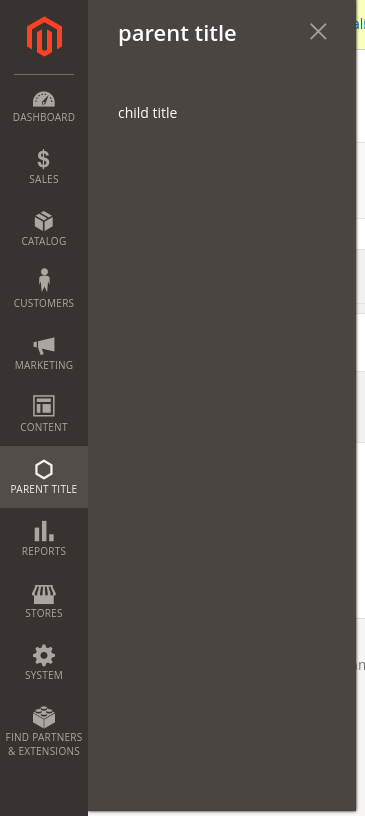 parent title
child title
DASHBOARD
$
SALES
CATALOG
CUSTOMERS
MARKETING
CONTENT
PARENT TITLE
REPORTS
STORES
SYSTEM
FIND PARTNERS
& EXTENSIONS